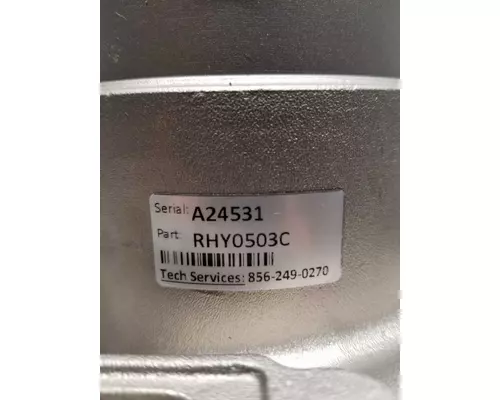 Serial: A24531
Part: RHY0503C
Tech Services: 856-249-0270